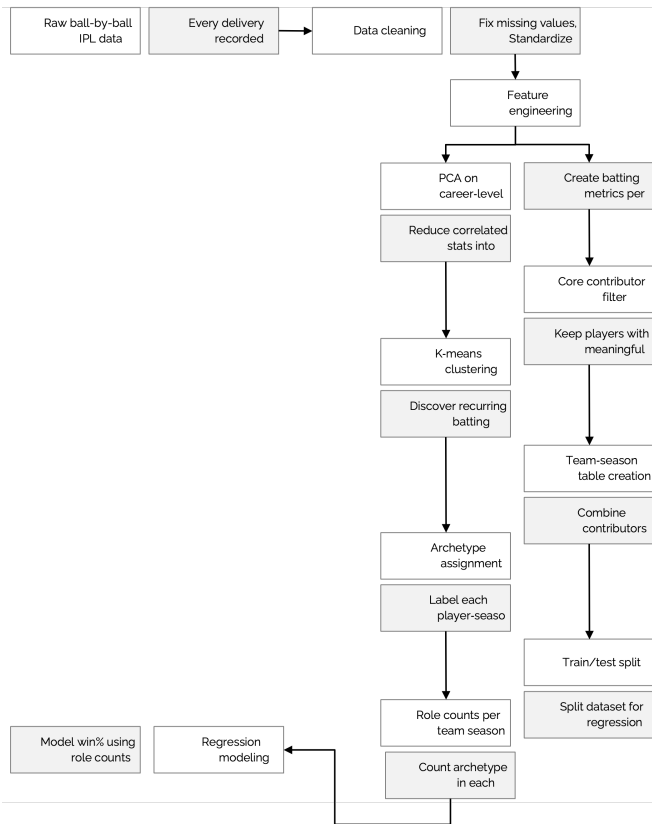 Raw ball-by-ball
IPL data
Every delivery
recorded
Data cleaning
Fix missing values,
Standardize
Feature
engineering
PCA on
career-level
Reduce correlated
stats into
K-means
clustering
Discover recurring
batting
Archetype
assignment
Label each
player-seaso
Role counts per
team season
Count archetype
in each
Create batting
metrics per
Core contributor
filter
Keep players with
meaningful
Team-season
table creation
Combine
contributors
Train/test split
Split dataset for
regression
Regression
modeling
Model win% using
role counts